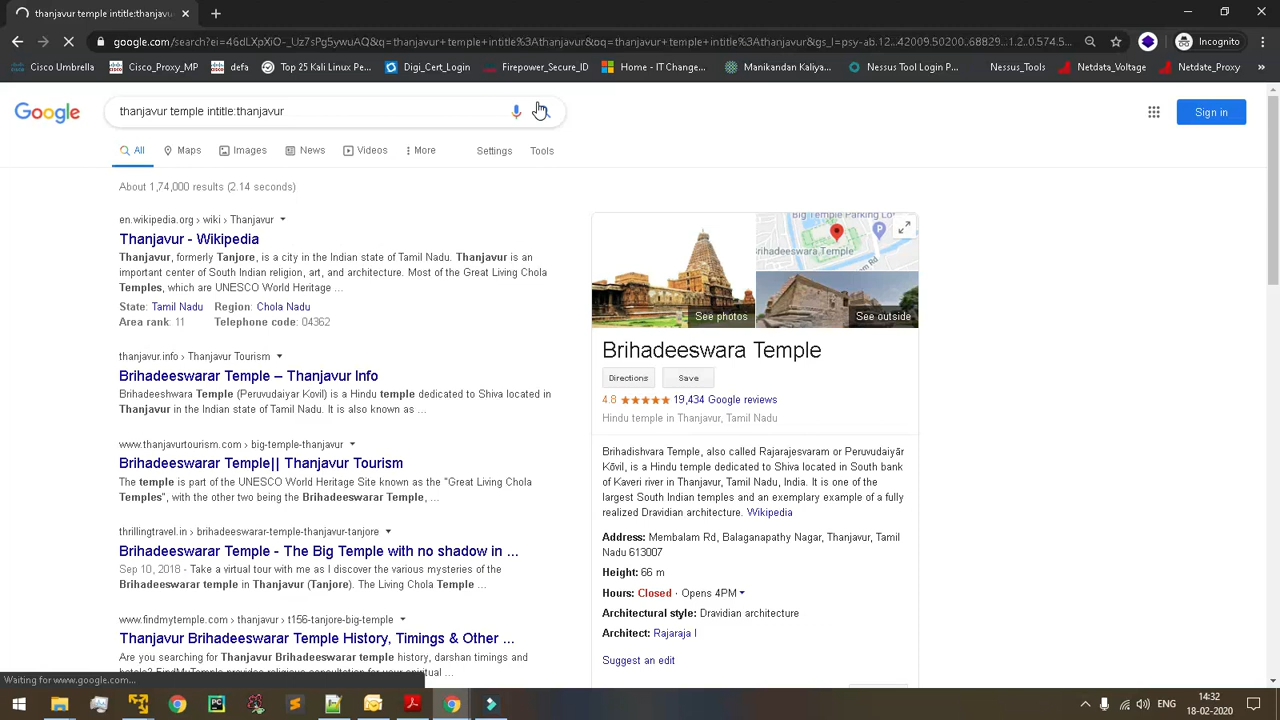 thanjavur temple intitle:thanjavur
Incognito
google.com/search?ei=46dLXpXiO-_Uz7sPg5ywuAQ&q=thanjavur+temple+intitle%3Athanjavur&oq=thanjavur+temple+intitle%3Athanjavur&gs_l=psy-ab.12...42009.50200..68829...1.2..0.574.5...
Cisco Umbrella
Cisco_Proxy_MP
defa
Top 25 Kali Linux Pe...
Digi_Cert_Login
Firepower_Secure_ID
Home - IT Change...
Manikandan Kaliya...
Nessus Tool Login P...
Nessus_Tools
Netdata_Voltage
Netdate_Proxy
»
Google
thanjavur temple intitle:thanjavur
Sign in
All
Maps
Images
News
Videos
More
Settings
Tools
About 1,74,000 results (2.14 seconds)
en.wikipedia.org › wiki › Thanjavur
Thanjavur - Wikipedia
Thanjavur, formerly Tanjore, is a city in the Indian state of Tamil Nadu. Thanjavur is an
important center of South Indian religion, art, and architecture. Most of the Great Living Chola
Temples, which are UNESCO World Heritage ...
State: Tamil Nadu Region: Chola Nadu
Area rank: 11 Telephone code: 04362
thanjavur.info › Thanjavur Tourism
Brihadeeswarar Temple – Thanjavur Info
Brihadeeshwara Temple (Peruvudaiyar Kovil) is a Hindu temple dedicated to Shiva located in
Thanjavur in the Indian state of Tamil Nadu. It is also known as ...
www.thanjavurtourism.com › big-temple-thanjavur
Brihadeeswarar Temple|| Thanjavur Tourism
The temple is part of the UNESCO World Heritage Site known as the "Great Living Chola
Temples", with the other two being the Brihadeeswarar Temple, ...
thrillingtravel.in › brihadeeswarar-temple-thanjavur-tanjore
Brihadeeswarar Temple - The Big Temple with no shadow in ...
Sep 10, 2018 - Take a virtual tour with me as I discover the various mysteries of the
Brihadeeswarar temple in Thanjavur (Tanjore). The Living Chola Temple ...
www.findmytemple.com › thanjavur › t156-tanjore-big-temple
Thanjavur Brihadeeswarar Temple History, Timings & Other ...
Are you searching for Thanjavur Brihadeeswarar temple history, darshan timings and
Big Temple Parking Lot
Brihadeeswara Temple
P
See photos
See outside
Brihadeeswara Temple
Directions
Save
4.8 ★★★★★ 19,434 Google reviews
Hindu temple in Thanjavur, Tamil Nadu
Brihadishvara Temple, also called Rajarajesvaram or Peruvudaiyār
Kōvil, is a Hindu temple dedicated to Shiva located in South bank
of Kaveri river in Thanjavur, Tamil Nadu, India. It is one of the
largest South Indian temples and an exemplary example of a fully
realized Dravidian architecture. Wikipedia
Address: Membalam Rd, Balaganapathy Nagar, Thanjavur, Tamil
Nadu 613007
Height: 66 m
Hours: Closed · Opens 4PM
Architectural style: Dravidian architecture
Architect: Rajaraja I
Suggest an edit
Waiting for www.google.com...
ENG
14:32
18-02-2020